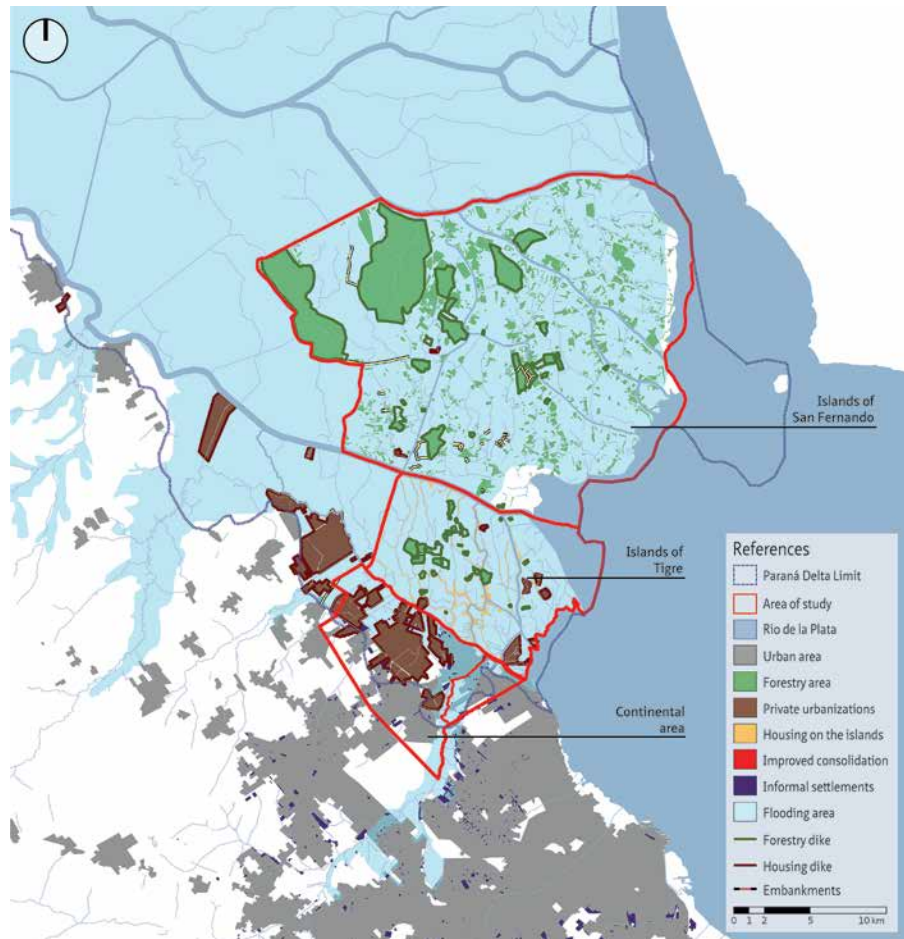 Islands of
San Fernando
Islands of
Tigre
Continental
area
References
Paraná Delta Limit
Area of study
Rio de la Plata
Urban area
Forestry area
Private urbanizations
Housing on the islands
Improved consolidation
Informal settlements
Flooding area
Forestry dike
Housing dike
Embankments
0 1 2 5 10 km